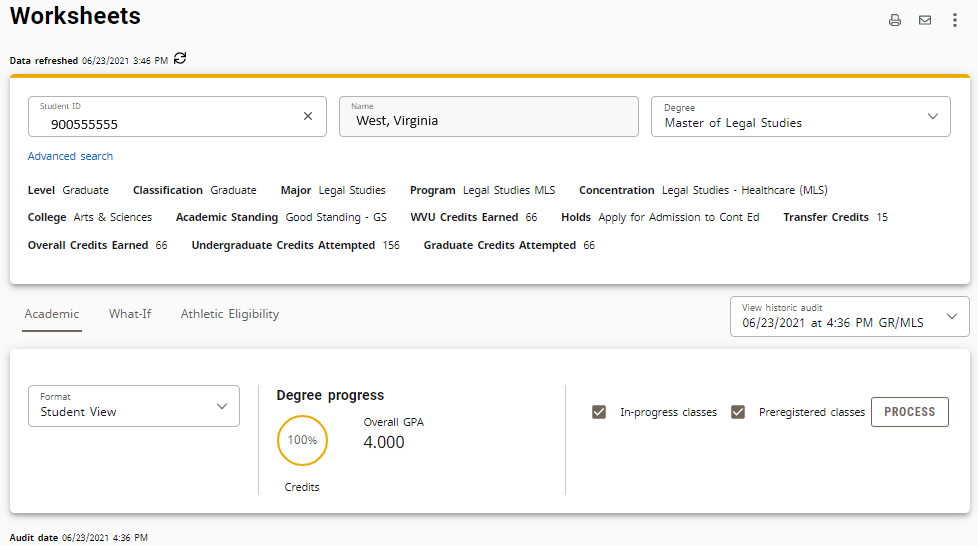 Worksheets
Data refreshed 06/23/2021 3:46 PM
Student ID
900555555
Name
West, Virginia
Degree
Master of Legal Studies
Advanced search
Level Graduate Classification Graduate Major Legal Studies Program Legal Studies MLS Concentration Legal Studies - Healthcare (MLS)
College Arts & Sciences Academic Standing Good Standing - GS WVU Credits Earned 66 Holds Apply for Admission to Cont Ed Transfer Credits 15
Overall Credits Earned 66 Undergraduate Credits Attempted 156 Graduate Credits Attempted 66
Academic What-If Athletic Eligibility
View historic audit
06/23/2021 at 4:36 PM GR/MLS
Format
Student View
Degree progress
100%
Credits
Overall GPA
4.000
In-progress classes Preregistered classes PROCESS
Audit date 06/23/2021 4:36 PM